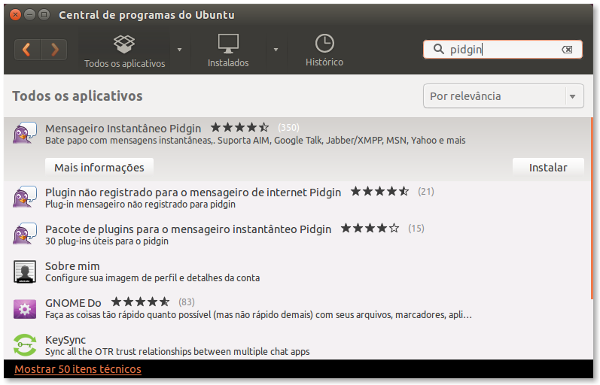 Central de programas do Ubuntu
Todos os aplicativos
Instalados
Histórico
pidgin
Todos os aplicativos
Por relevância
Mensageiro Instantâneo Pidgin (350)
Bate papo com mensagens instantâneas,. Suporta AIM, Google Talk, Jabber/XMPP, MSN, Yahoo e mais
Mais informações
Instalar
Plugin não registrado para o mensageiro de internet Pidgin (21)
Plug-in mensageiro não registrado para pidgin
Pacote de plugins para o mensageiro instantânteo Pidgin (15)
30 plug-ins úteis para o pidgin
Sobre mim
Configure sua imagem de perfil e detalhes da conta
GNOME Do (83)
Faça as coisas tão rápido quanto possível (mas não rápido demais) com seus arquivos, marcadores, apli...
KeySync
Sync all the OTR trust relationships between multiple chat apps
Mostrar 50 itens técnicos